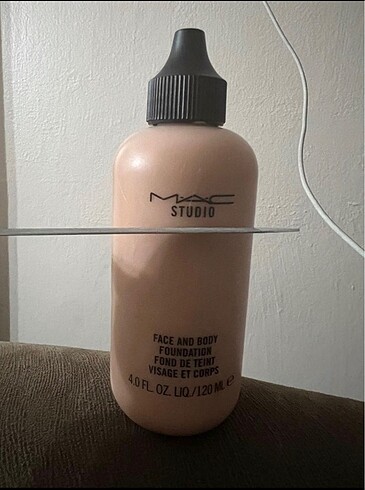 MAC
STUDIO
FACE AND BODY
FOUNDATION
FOND DE TEINT
VISAGE ET CORPS
4.0 FL. OZ. LIQ./120 ML ℮